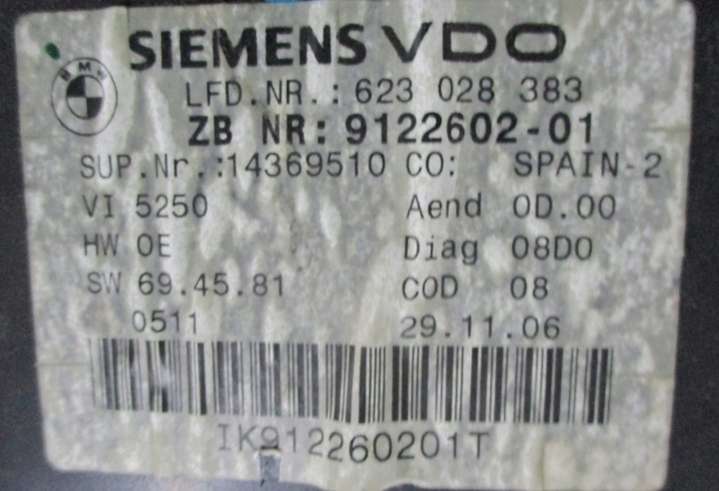 SIEMENS VDO
BMW
LFD.NR.: 623 028 383
ZB NR: 9122602-01
SUP.Nr.:14369510 CO: SPAIN-2
VI 5250 Aend 0D.00
HW 0E Diag 08D0
SW 69.45.81 COD 08
0511 29.11.06
IK912260201T